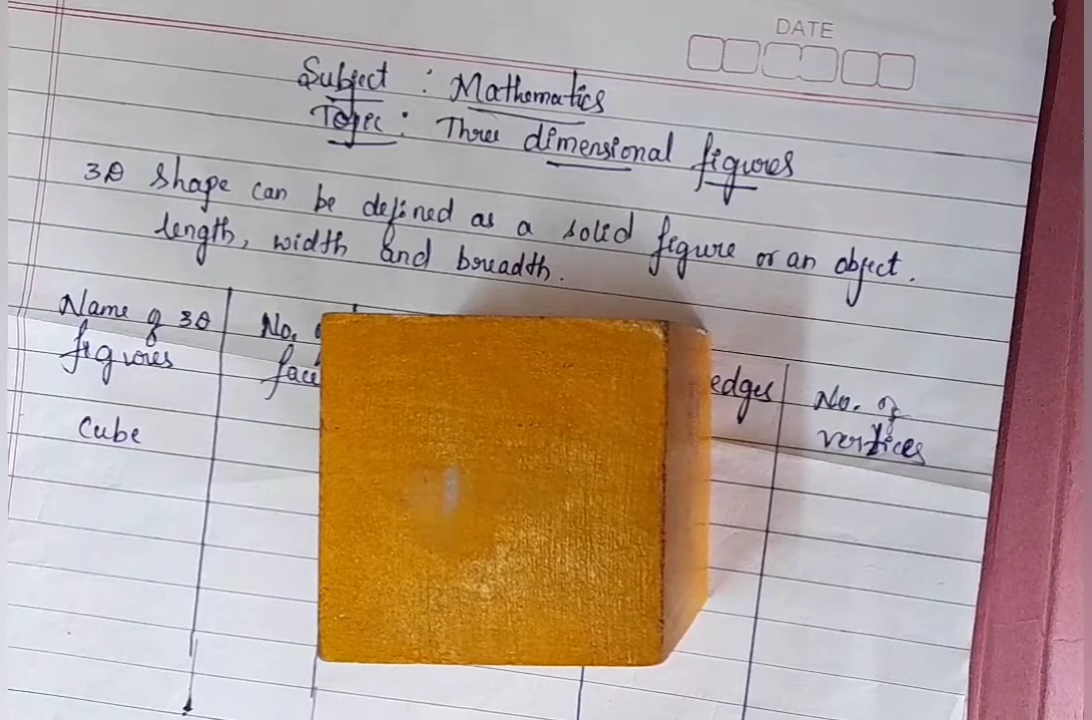 DATE
Subject : Mathematics
Topic : Three dimensional figures
3D shape can be defined as a solid figure or an object.
length, width and breadth.
Name of 3D No. No. of
figures edges vertices
Cube